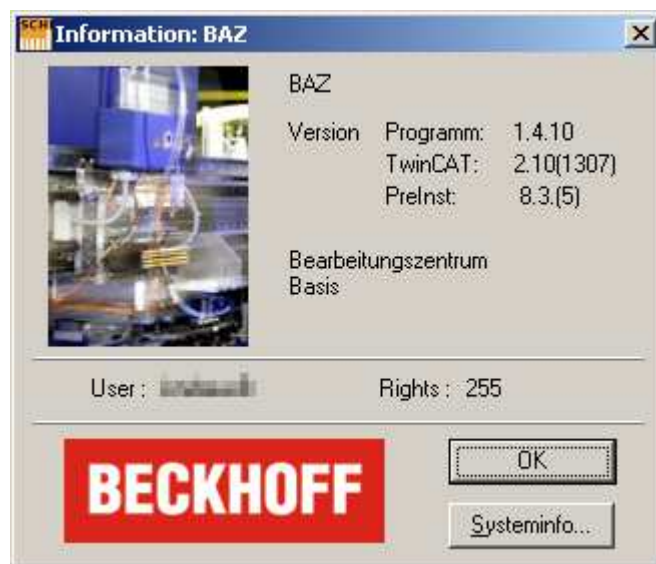 SCH
Information: BAZ
BAZ
Version Programm: 1.4.10
TwinCAT: 2.10(1307)
PreInst: 8.3.(5)
Bearbeitungszentrum
Basis
User : Rights : 255
BECKHOFF
OK
Systeminfo...